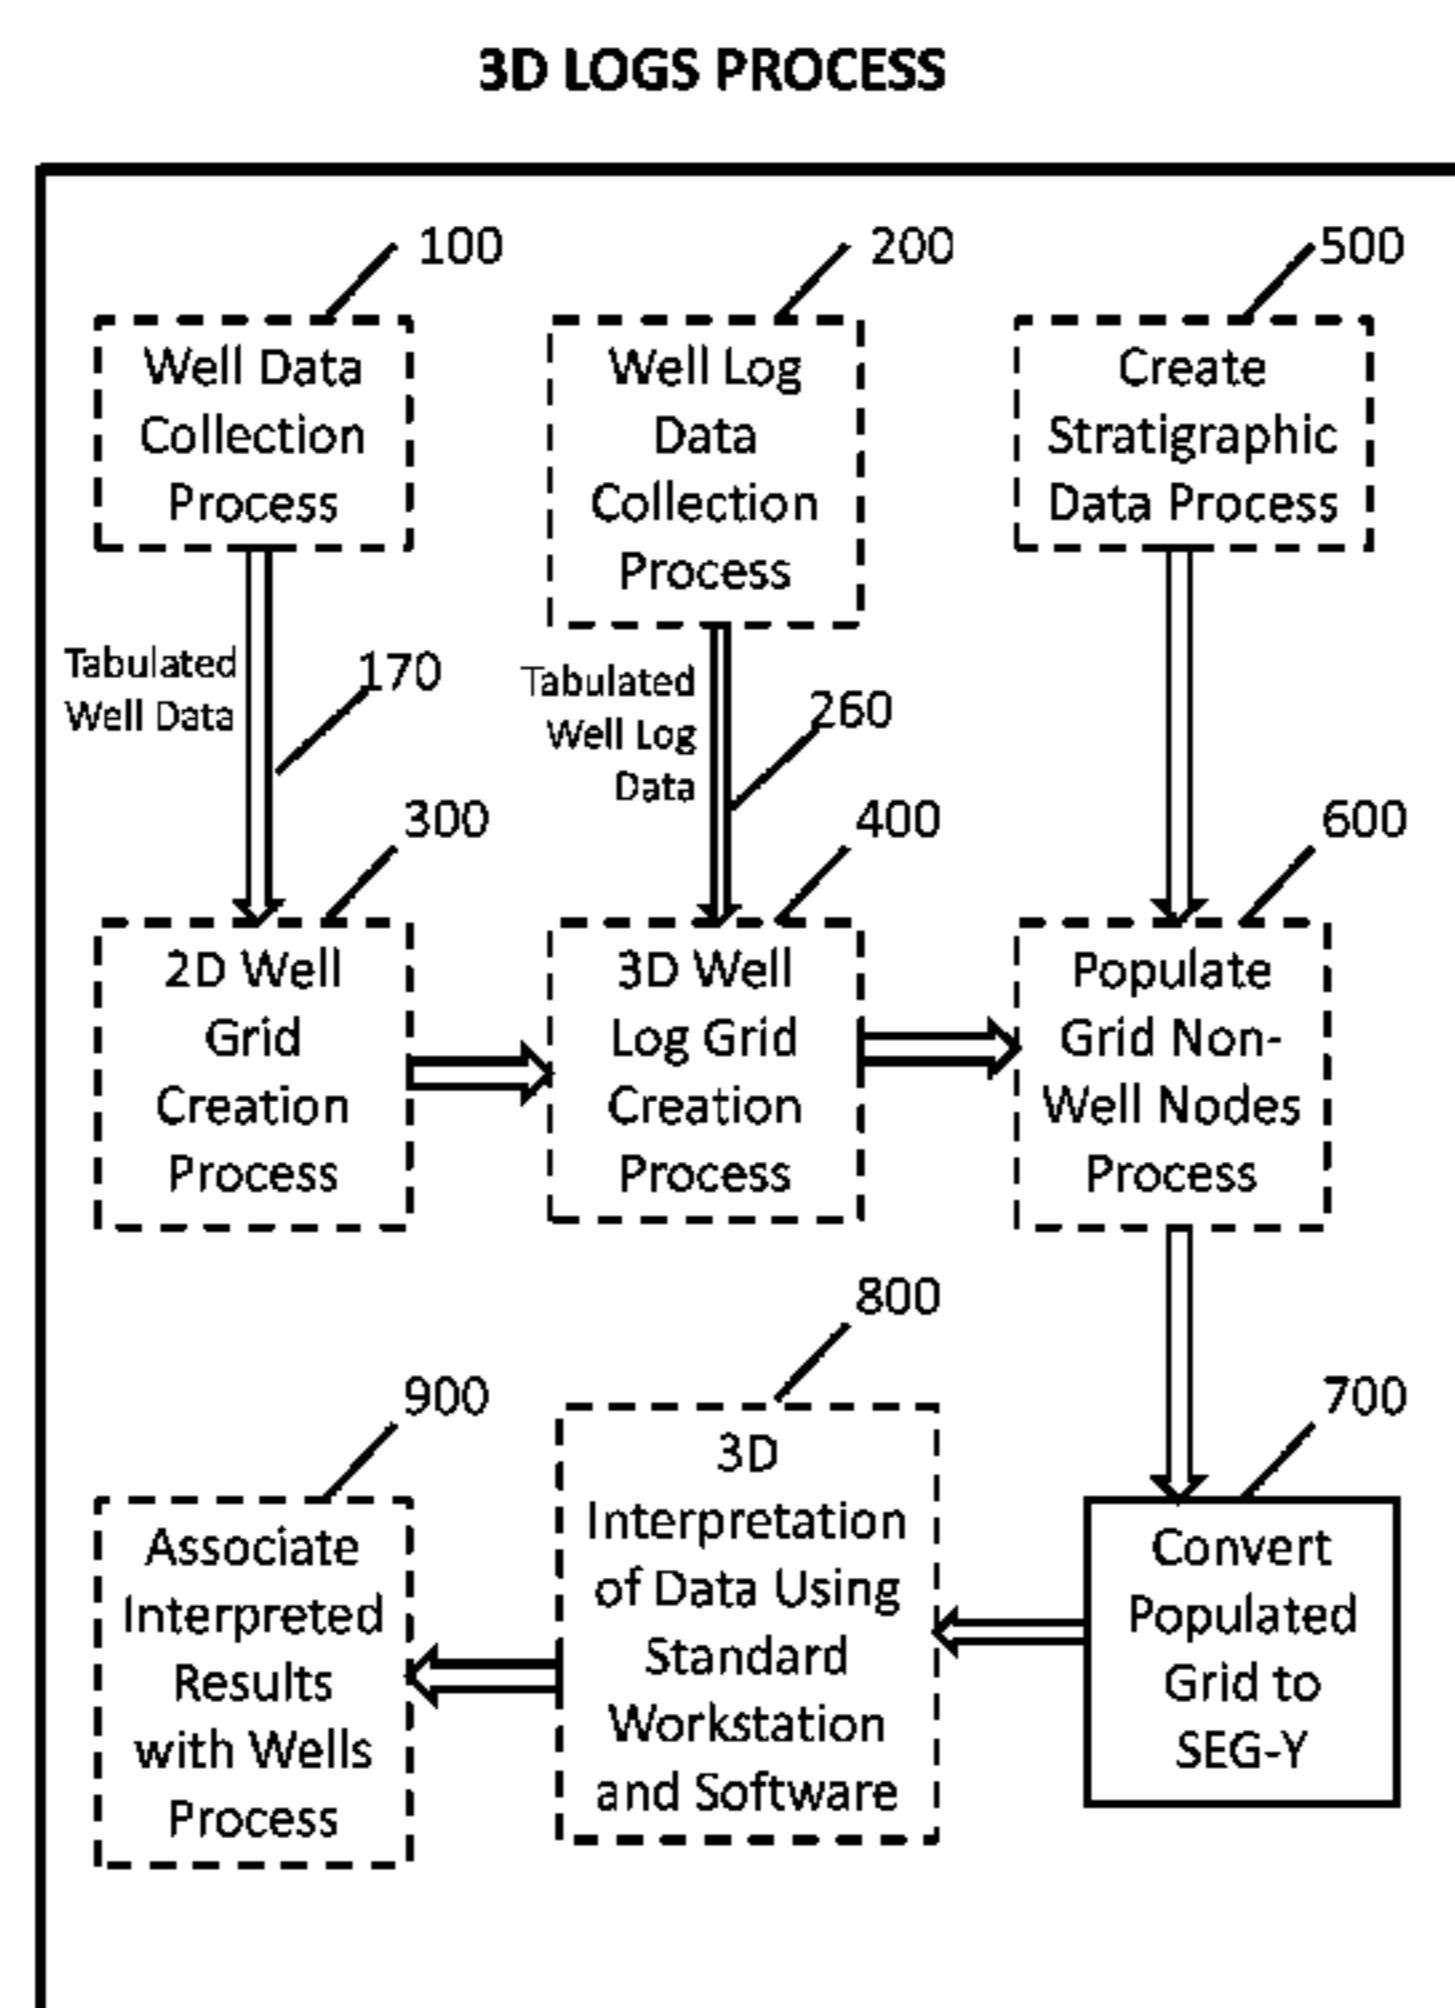 3D LOGS PROCESS
100
Well Data
Collection
Process
200
Well Log
Data
Collection
Process
500
Create
Stratigraphic
Data Process
Tabulated
Well Data
170
Tabulated
Well Log
Data
260
300
2D Well
Grid
Creation
Process
400
3D Well
Log Grid
Creation
Process
600
Populate
Grid Non-
Well Nodes
Process
700
Convert
Populated
Grid to
SEG-Y
800
3D
Interpretation
of Data Using
Standard
Workstation
and Software
900
Associate
Interpreted
Results
with Wells
Process